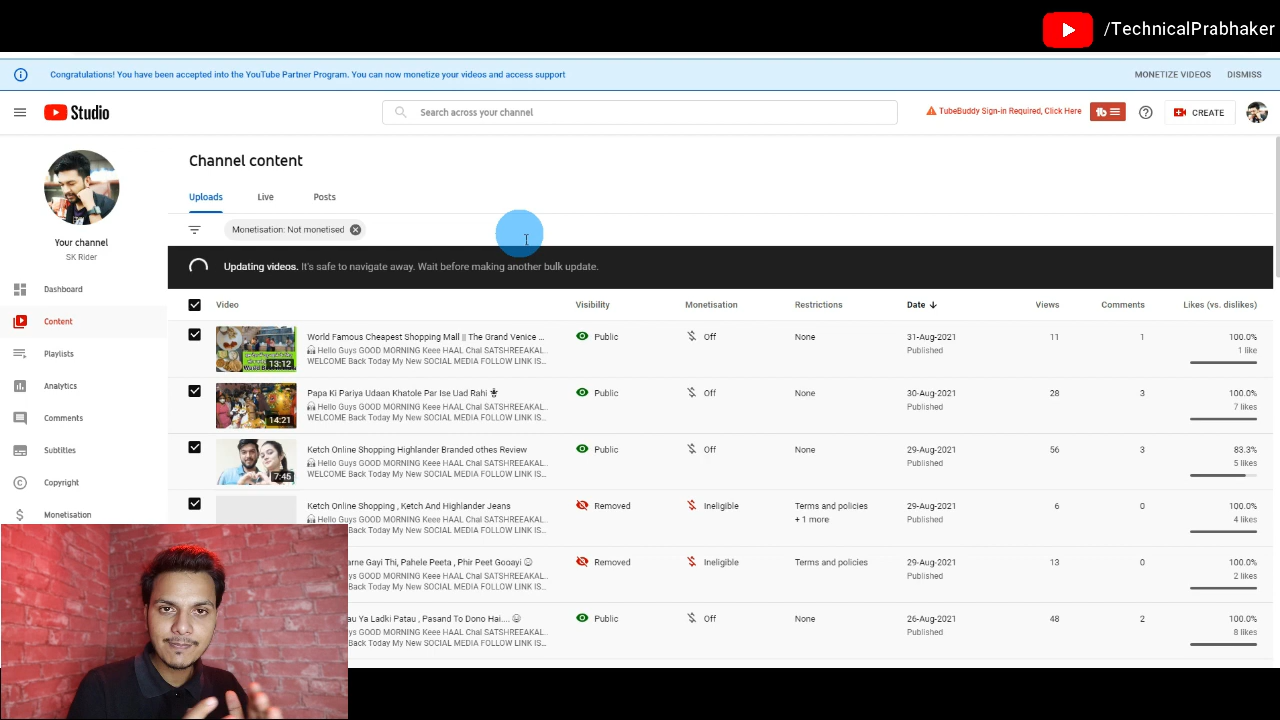 /TechnicalPrabhaker
Congratulations! You have been accepted into the YouTube Partner Program. You can now monetize your videos and access support
MONETIZE VIDEOS
DISMISS
Studio
Search across your channel
TubeBuddy Sign-in Required, Click Here
tb
CREATE
Your channel
SK Rider
Dashboard
Content
Playlists
Analytics
Comments
Subtitles
Copyright
Monetisation
Channel content
Uploads Live Posts
Monetisation: Not monetised
Updating videos. It's safe to navigate away. Wait before making another bulk update.
Video Visibility Monetisation Restrictions Date Views Comments Likes (vs. dislikes)
World Famous Cheapest Shopping Mall || The Grand Venice ... Public Off None 31-Aug-2021 11 1 100.0%
Hello Guys GOOD MORNING Keee HAAL Chal SATSHREEAKAL.. Published 1 like
WELCOME Back Today My New SOCIAL MEDIA FOLLOW LINK IS...
13:12
Papa Ki Pariya Udaan Khatole Par Ise Uad Rahi Public Off None 30-Aug-2021 28 3 100.0%
Hello Guys GOOD MORNING Keee HAAL Chal SATSHREEAKAL.. Published 7 likes
WELCOME Back Today My New SOCIAL MEDIA FOLLOW LINK IS...
14:21
Ketch Online Shopping Highlander Branded othes Review Public Off None 29-Aug-2021 56 3 83.3%
Hello Guys GOOD MORNING Keee HAAL Chal SATSHREEAKAL.. Published 5 likes
WELCOME Back Today My New SOCIAL MEDIA FOLLOW LINK IS...
7:45
Ketch Online Shopping , Ketch And Highlander Jeans Removed Ineligible Terms and policies 29-Aug-2021 6 0 100.0%
Hello Guys GOOD MORNING Keee HAAL Chal SATSHREEAKAL.. + 1 more Published 4 likes
WELCOME Back Today My New SOCIAL MEDIA FOLLOW LINK IS...
arne Gayi Thi, Pahele Peeta , Phir Peet Gooayi Removed Ineligible Terms and policies 29-Aug-2021 13 0 100.0%
ys GOOD MORNING Keee HAAL Chal SATSHREEAKAL.. Published 2 likes
Back Today My New SOCIAL MEDIA FOLLOW LINK IS...
au Ya Ladki Patau , Pasand To Dono Hai.... Public Off None 26-Aug-2021 48 2 100.0%
ys GOOD MORNING Keee HAAL Chal SATSHREEAKAL.. Published 8 likes
Back Today My New SOCIAL MEDIA FOLLOW LINK IS...